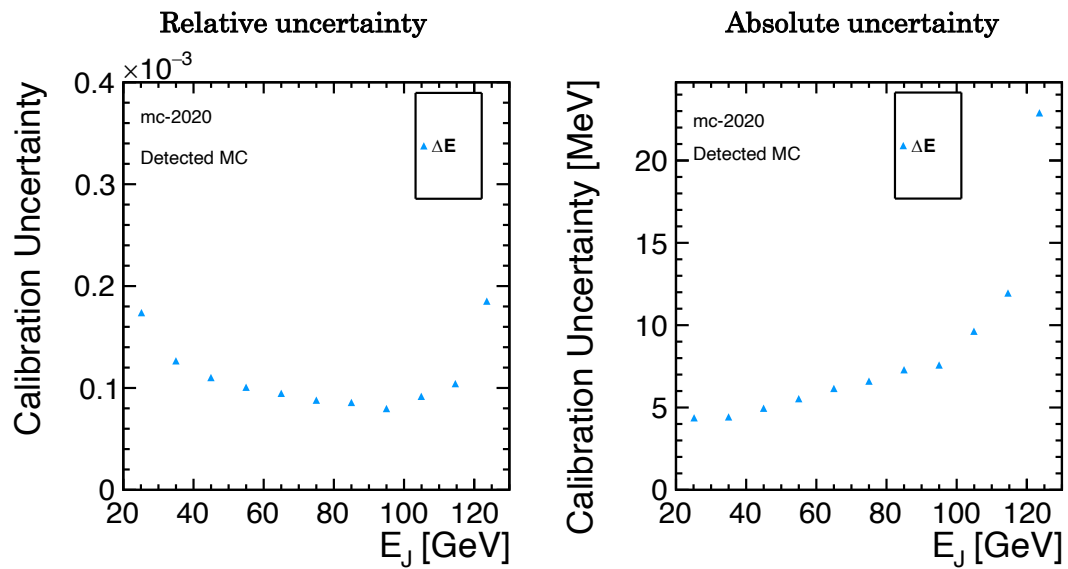 Relative uncertainty
×10⁻³
0.4
0.3
0.2
0.1
0
Calibration Uncertainty
mc-2020
Detected MC
ΔE
20 40 60 80 100 120
E_J [GeV]
Absolute uncertainty
20
15
10
5
0
Calibration Uncertainty [MeV]
mc-2020
Detected MC
ΔE
20 40 60 80 100 120
E_J [GeV]